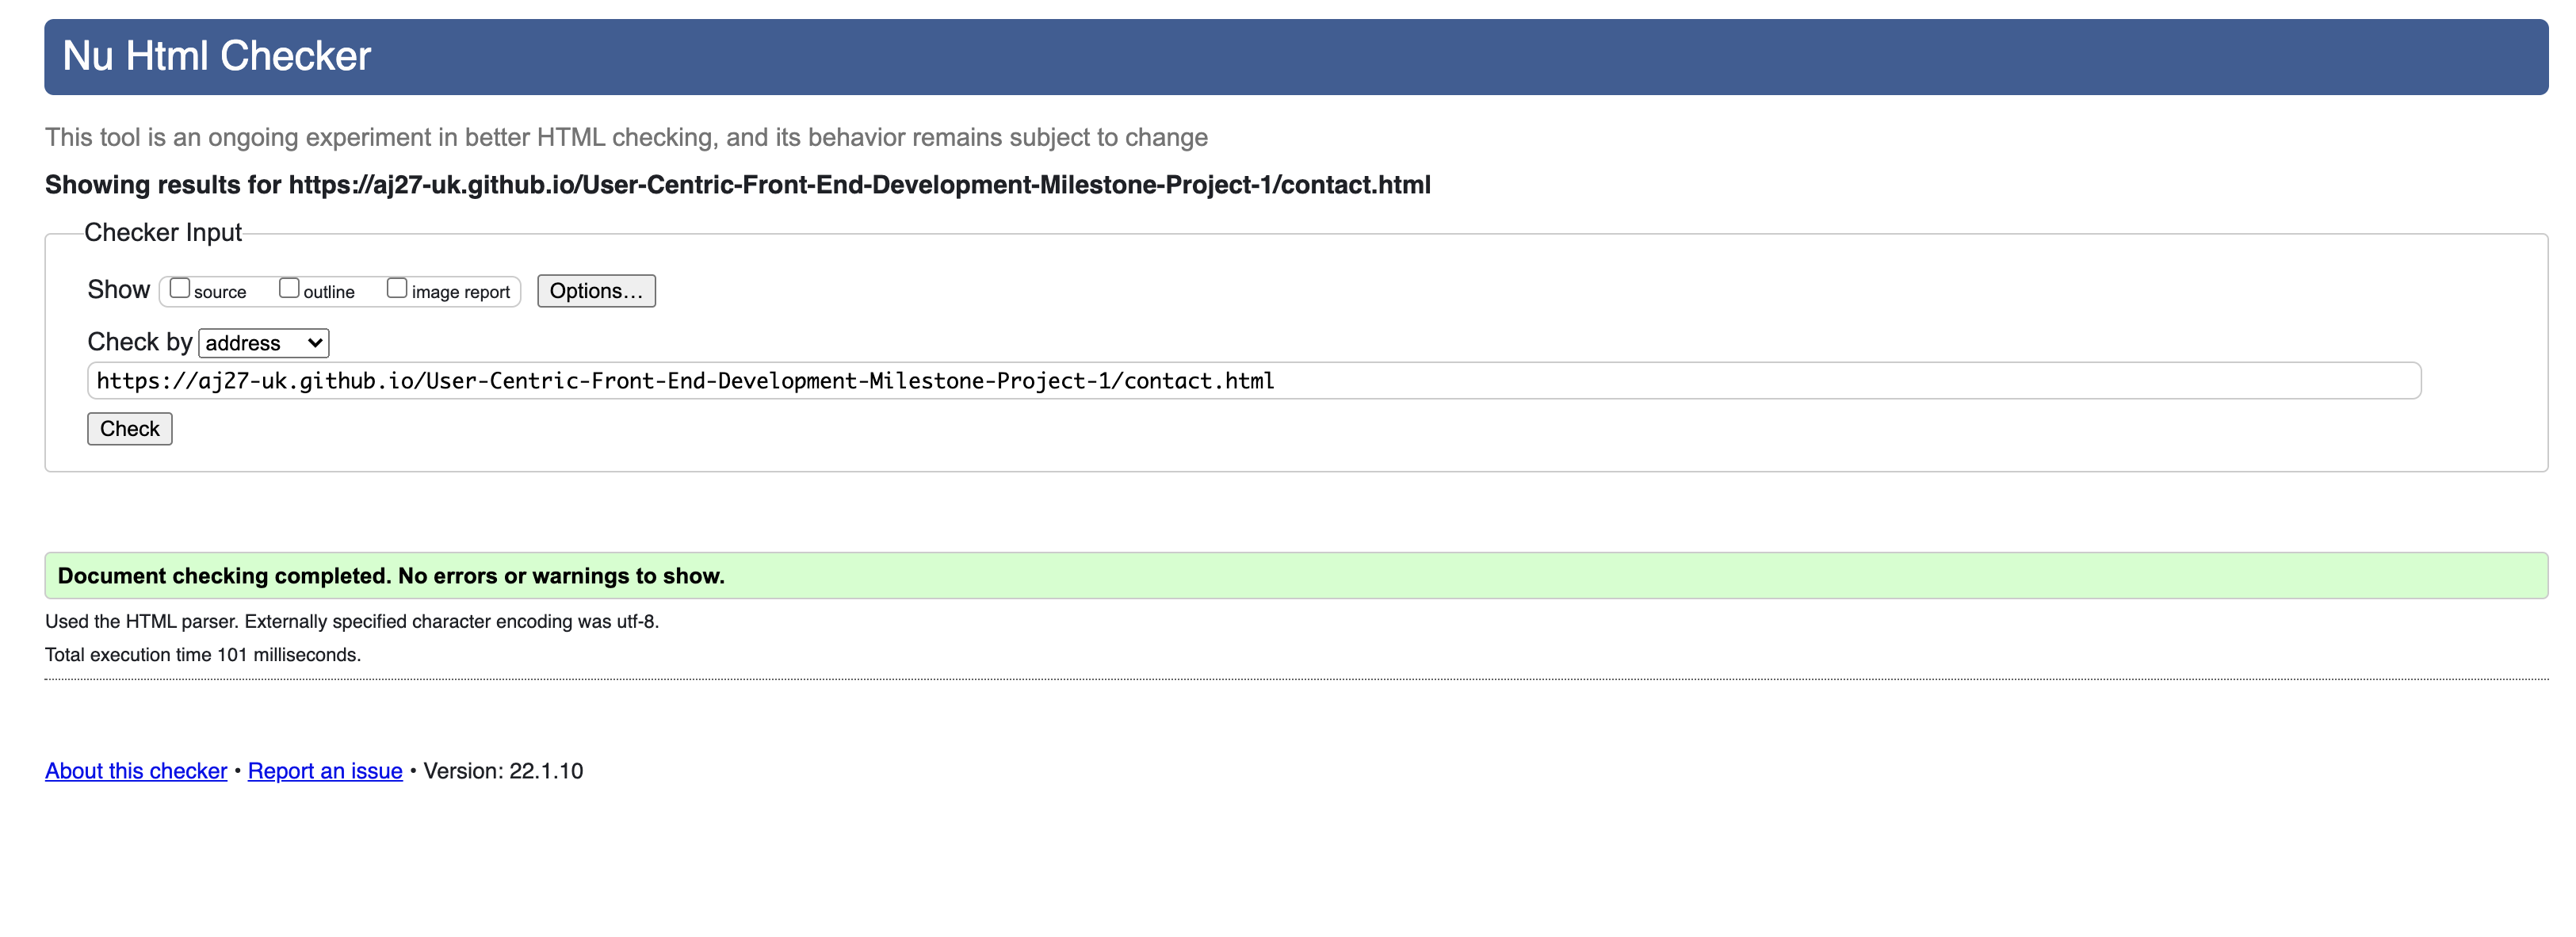 Nu Html Checker
This tool is an ongoing experiment in better HTML checking, and its behavior remains subject to change
Showing results for https://aj27-uk.github.io/User-Centric-Front-End-Development-Milestone-Project-1/contact.html
Checker Input
Show source outline image report Options...
Check by address
https://aj27-uk.github.io/User-Centric-Front-End-Development-Milestone-Project-1/contact.html
Check
Document checking completed. No errors or warnings to show.
Used the HTML parser. Externally specified character encoding was utf-8.
Total execution time 101 milliseconds.
About this checker • Report an issue • Version: 22.1.10